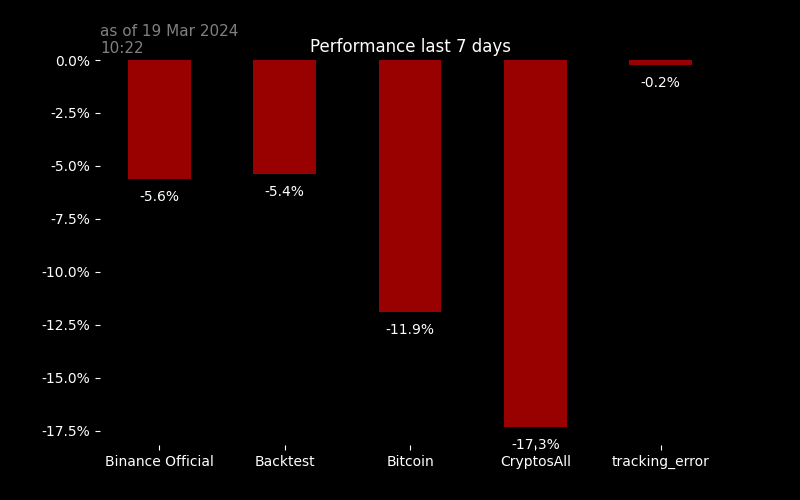 as of 19 Mar 2024
10:22
Performance last 7 days
0.0%
-2.5%
-5.0%
-7.5%
-10.0%
-12.5%
-15.0%
-17.5%
-5.6%
-5.4%
-11.9%
-17.3%
-0.2%
Binance Official
Backtest
Bitcoin
CryptosAll
tracking_error